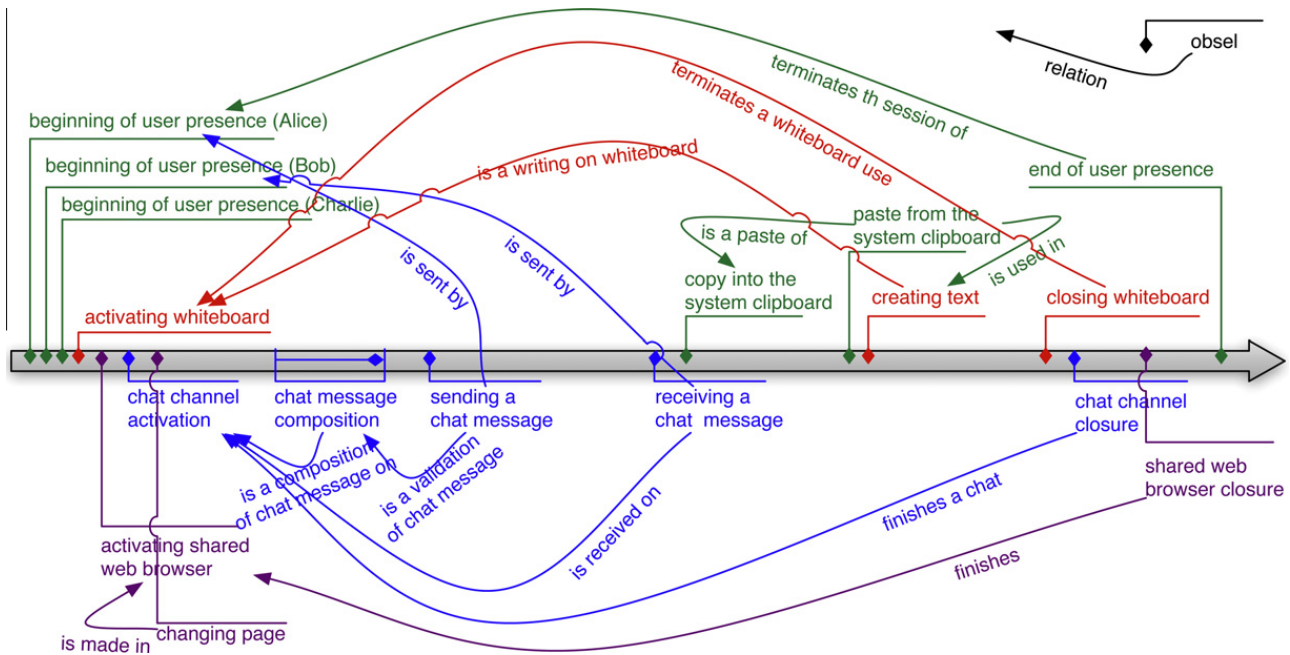 obsel
relation
terminates th session of
terminates a whiteboard use
beginning of user presence (Alice)
is a writing on whiteboard
beginning of user presence (Bob)
end of user presence
beginning of user presence (Charlie)
paste from the
system clipboard
is a paste of
is used in
is sent by
is sent by
copy into the
system clipboard
creating text
closing whiteboard
activating whiteboard
chat channel
activation
chat message
composition
sending a
chat message
receiving a
chat message
chat channel
closure
is a composition
of chat message on
is a validation
of chat message
is received on
finishes a chat
shared web
browser closure
activating shared
web browser
finishes
changing page
is made in